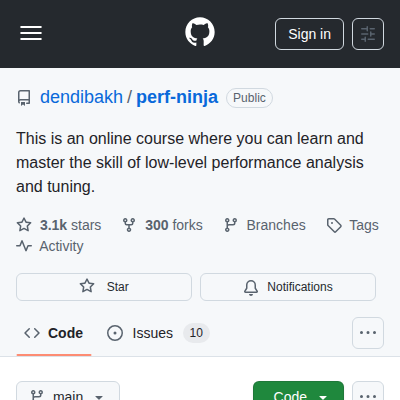 Sign in
dendibakh / perf-ninja Public
This is an online course where you can learn and
master the skill of low-level performance analysis
and tuning.
3.1k stars 300 forks Branches Tags
Activity
Star Notifications
Code Issues 10
main Code